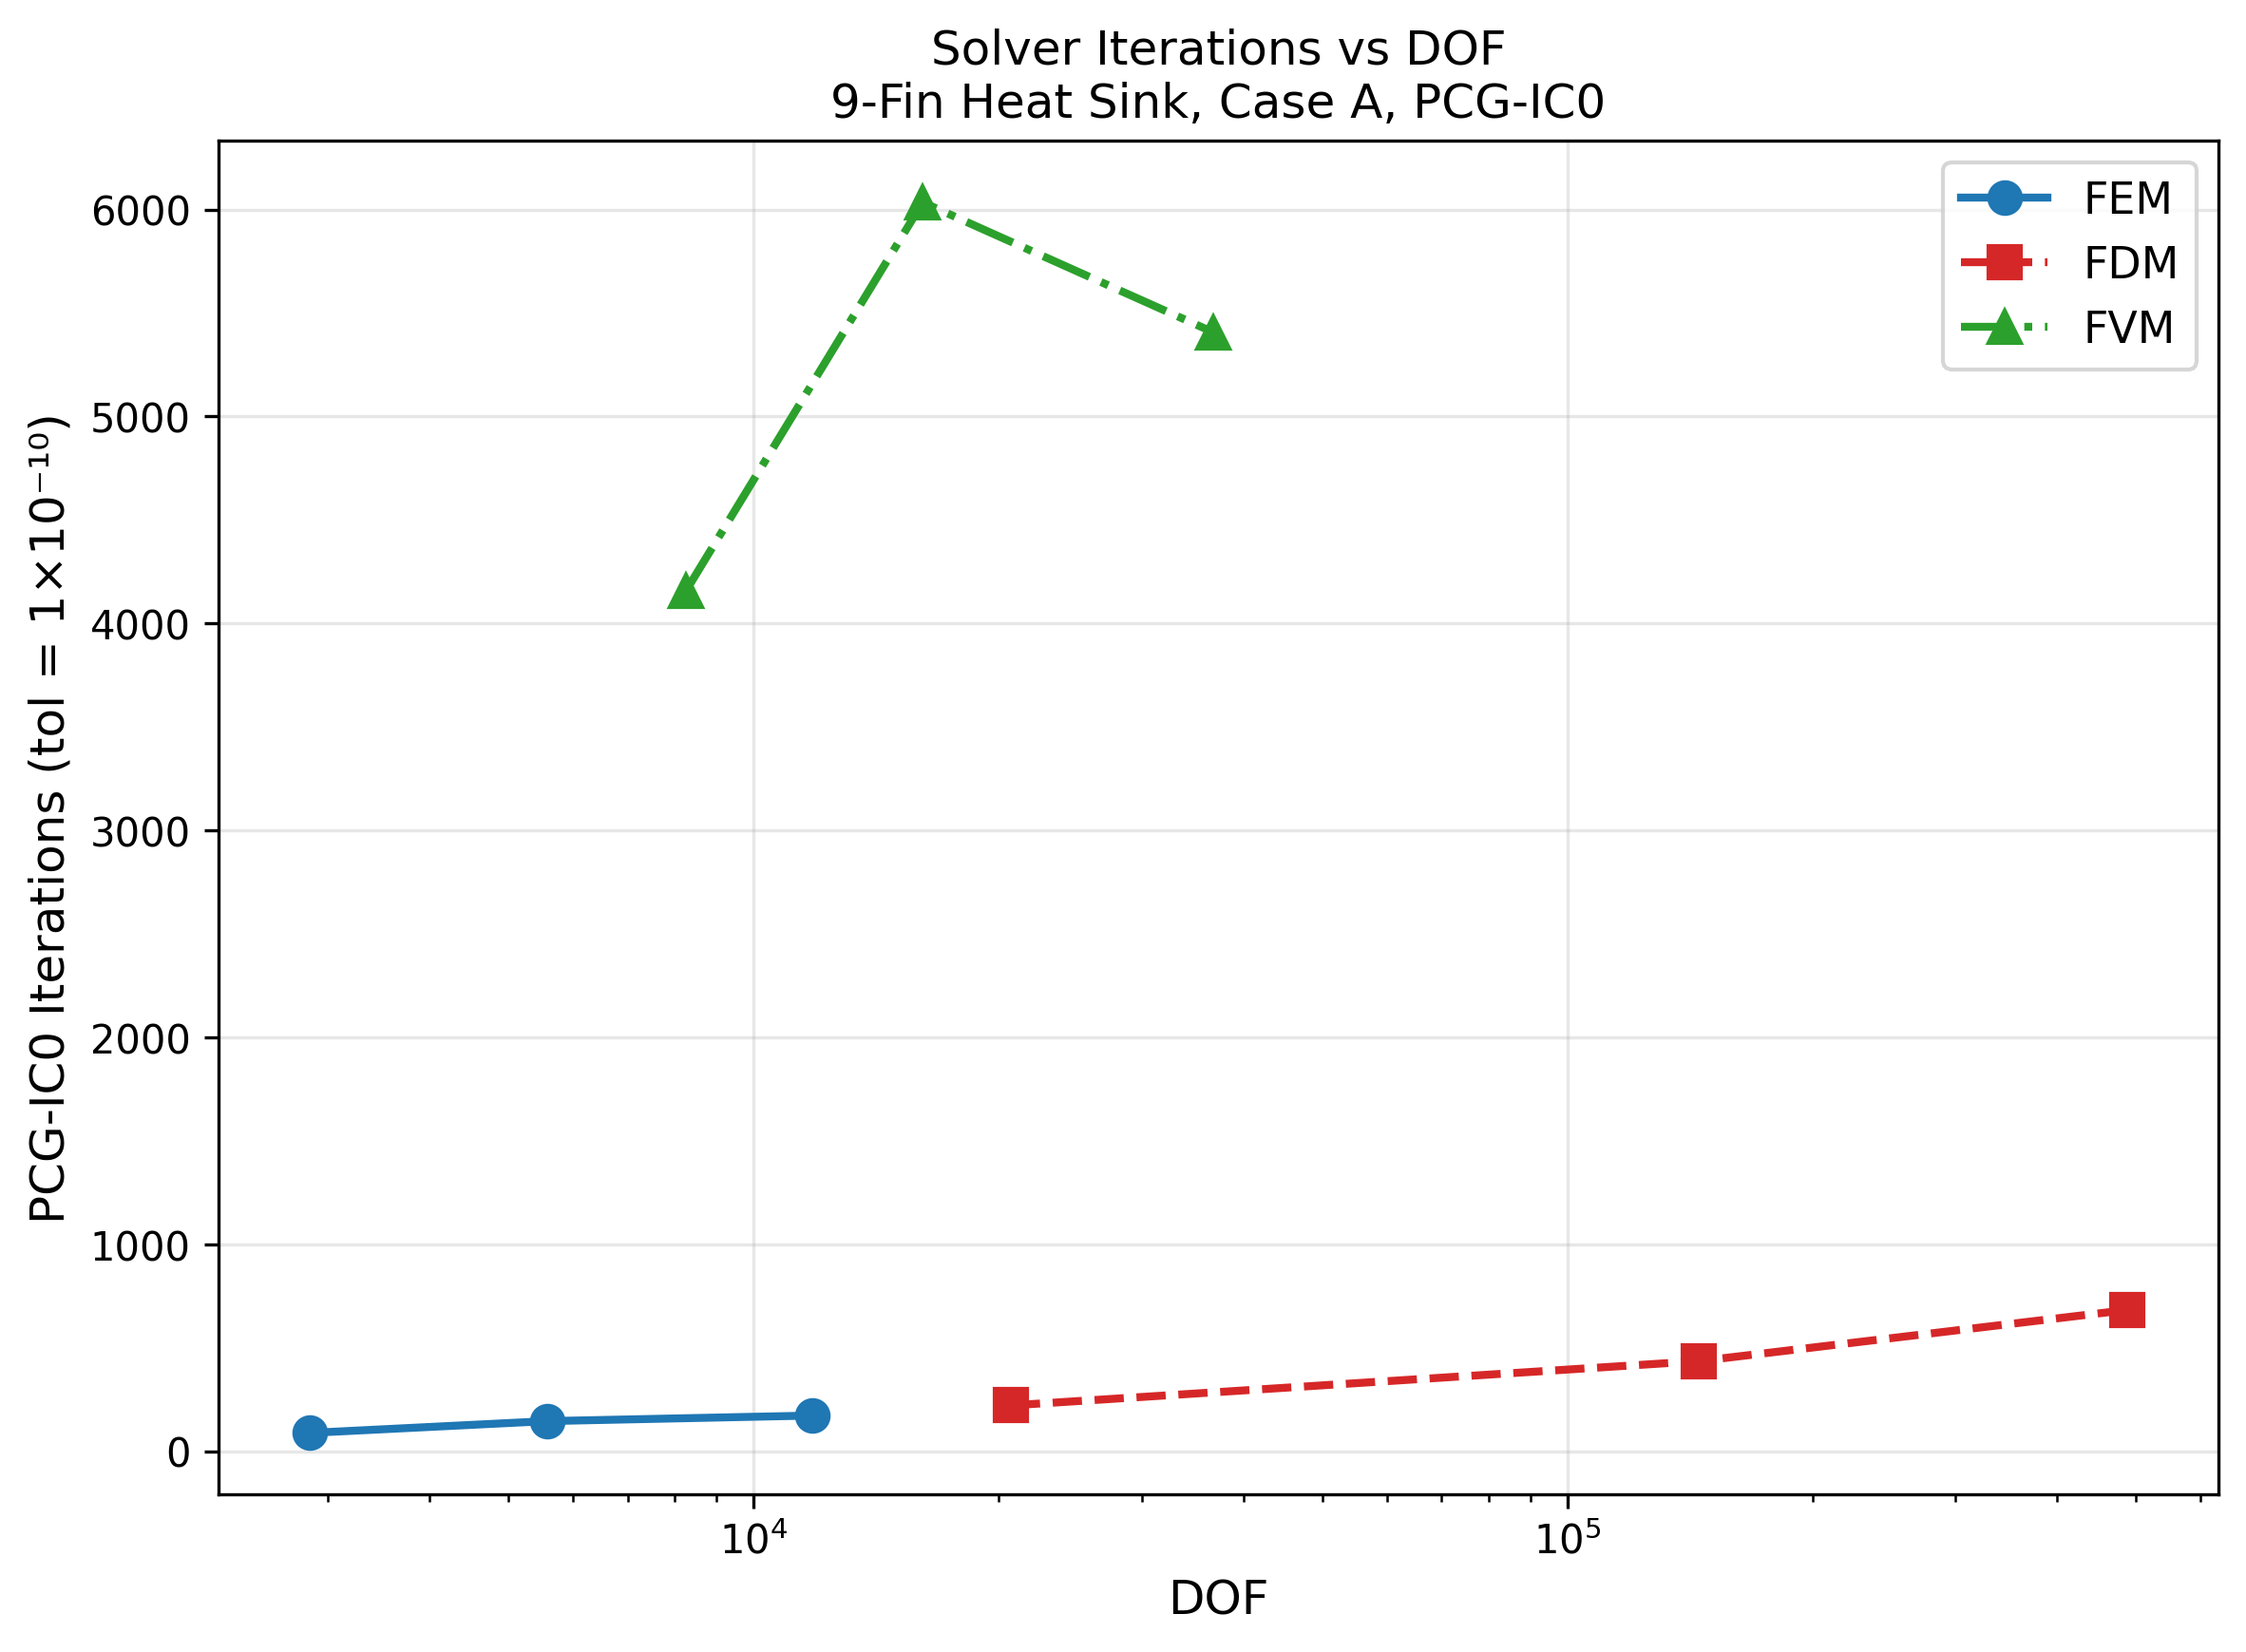 Solver Iterations vs DOF
9-Fin Heat Sink, Case A, PCG-IC0
PCG-IC0 Iterations (tol = 1×10⁻¹⁰)
6000
5000
4000
3000
2000
1000
0
FEM
FDM
FVM
10⁴
10⁵
DOF